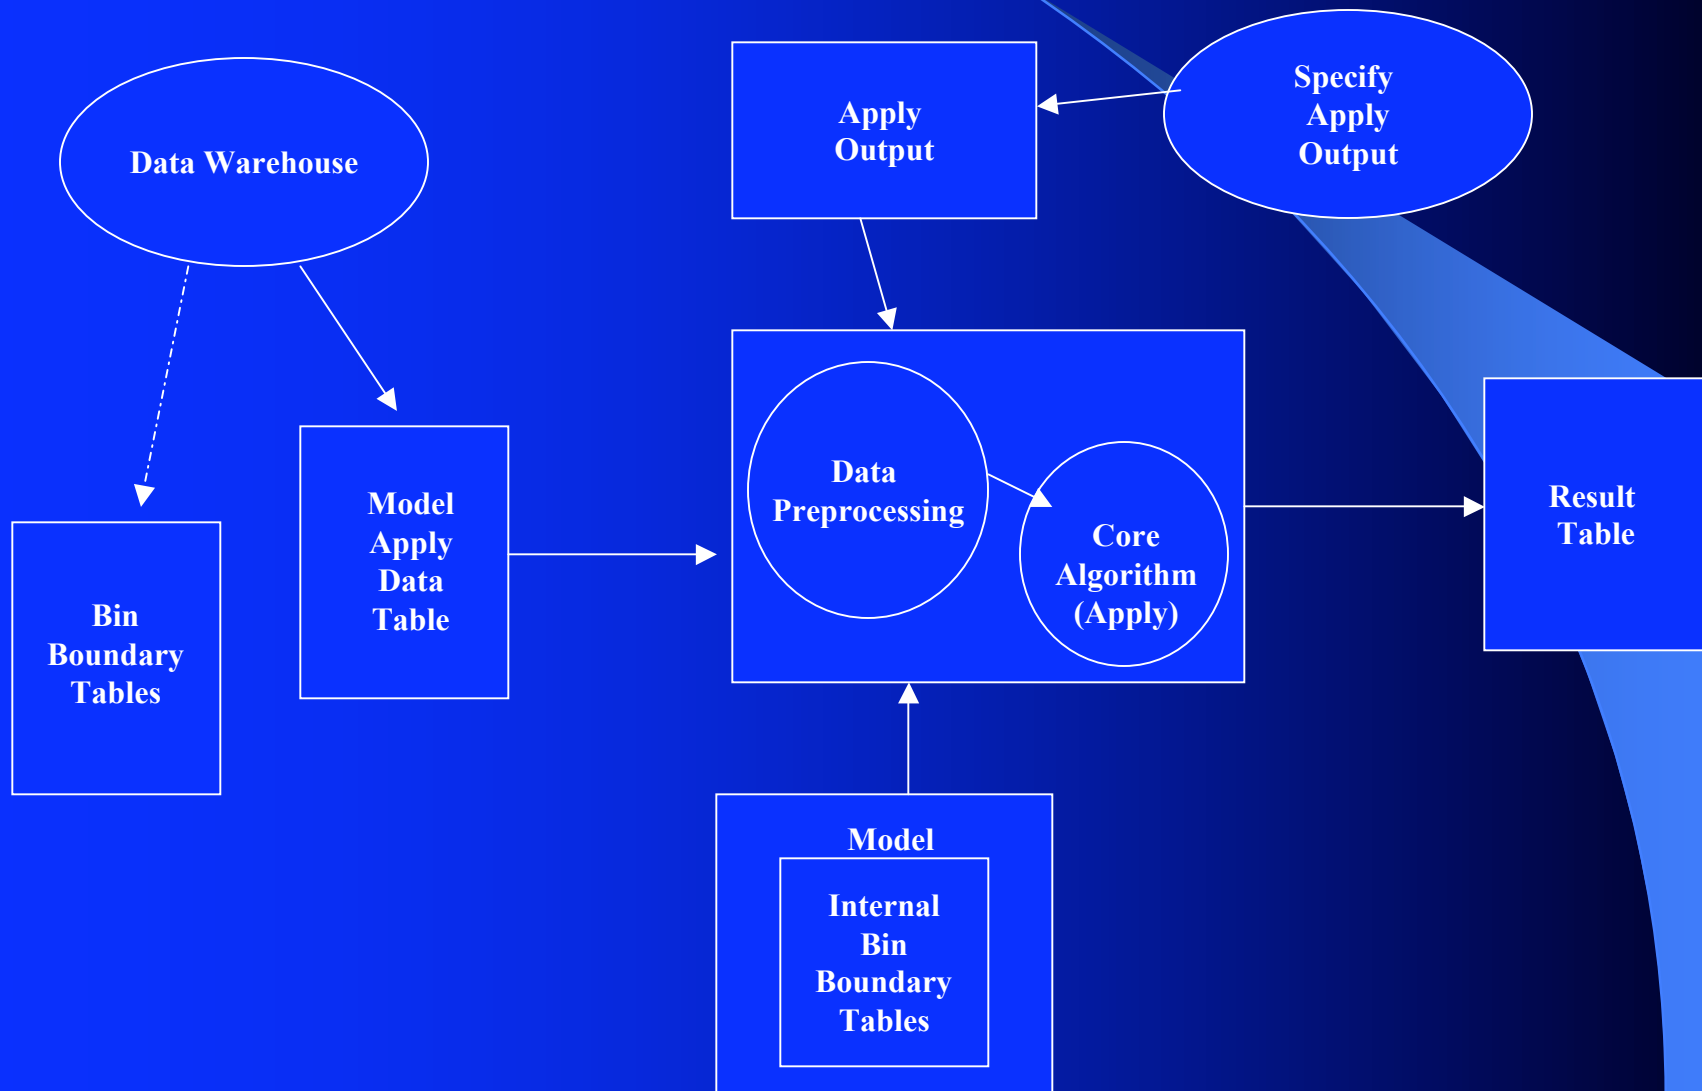 Data Warehouse
Apply
Output
Specify
Apply
Output
Bin
Boundary
Tables
Model
Apply
Data
Table
Data
Preprocessing
Core
Algorithm
(Apply)
Result
Table
Model
Internal
Bin
Boundary
Tables